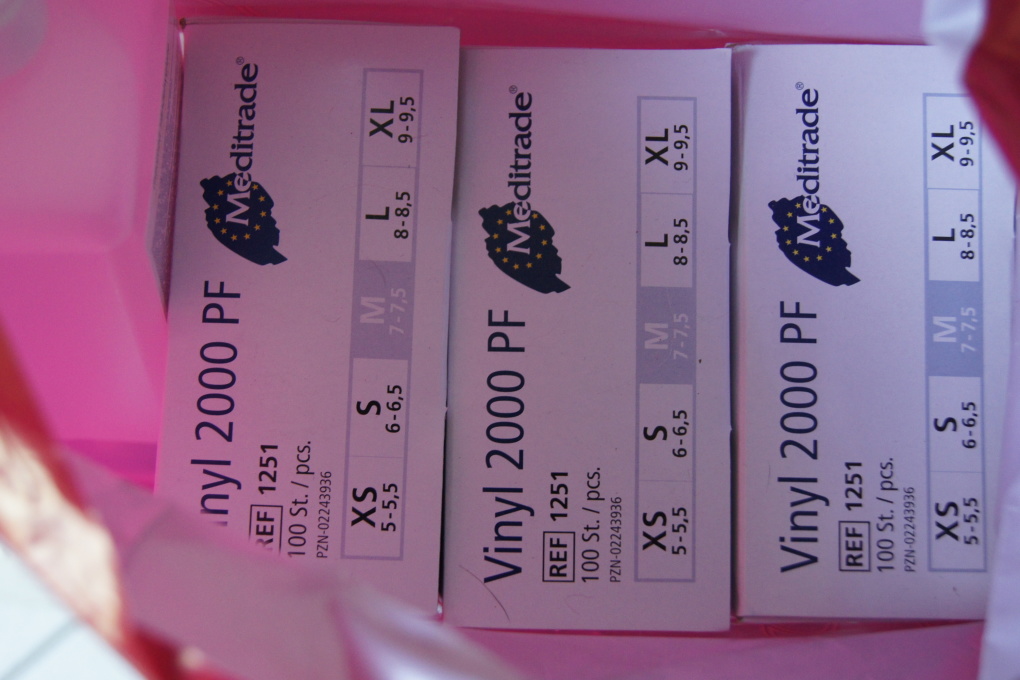 Meditrade®
inyl 2000 PF
REF 1251
100 St. / pcs.
PZN-02243936
XS S M L XL
5-5,5 6-6,5 7-7,5 8-8,5 9-9,5
Meditrade®
Vinyl 2000 PF
REF 1251
100 St. / pcs.
PZN-02243936
XS S M L XL
5-5,5 6-6,5 7-7,5 8-8,5 9-9,5
Meditrade®
Vinyl 2000 PF
REF 1251
100 St. / pcs.
PZN-02243936
XS S M L XL
5-5,5 6-6,5 7-7,5 8-8,5 9-9,5